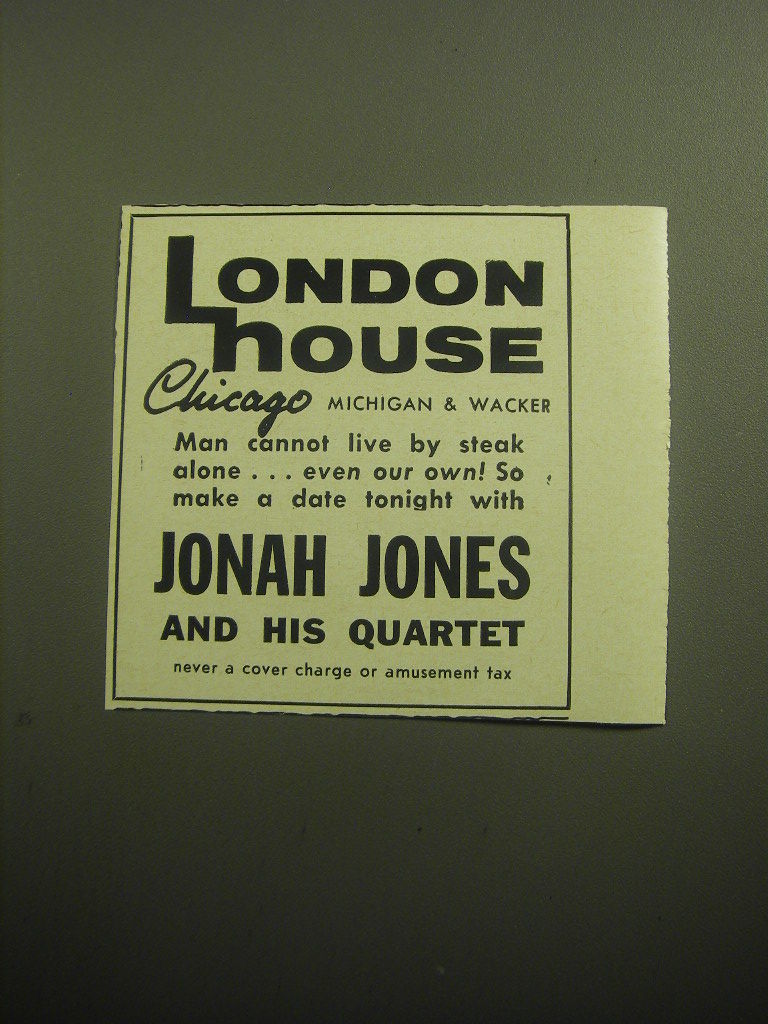 LONDON
hOUSE
Chicago MICHIGAN & WACKER
Man cannot live by steak
alone . . . even our own! So
make a date tonight with
JONAH JONES
AND HIS QUARTET
never a cover charge or amusement tax